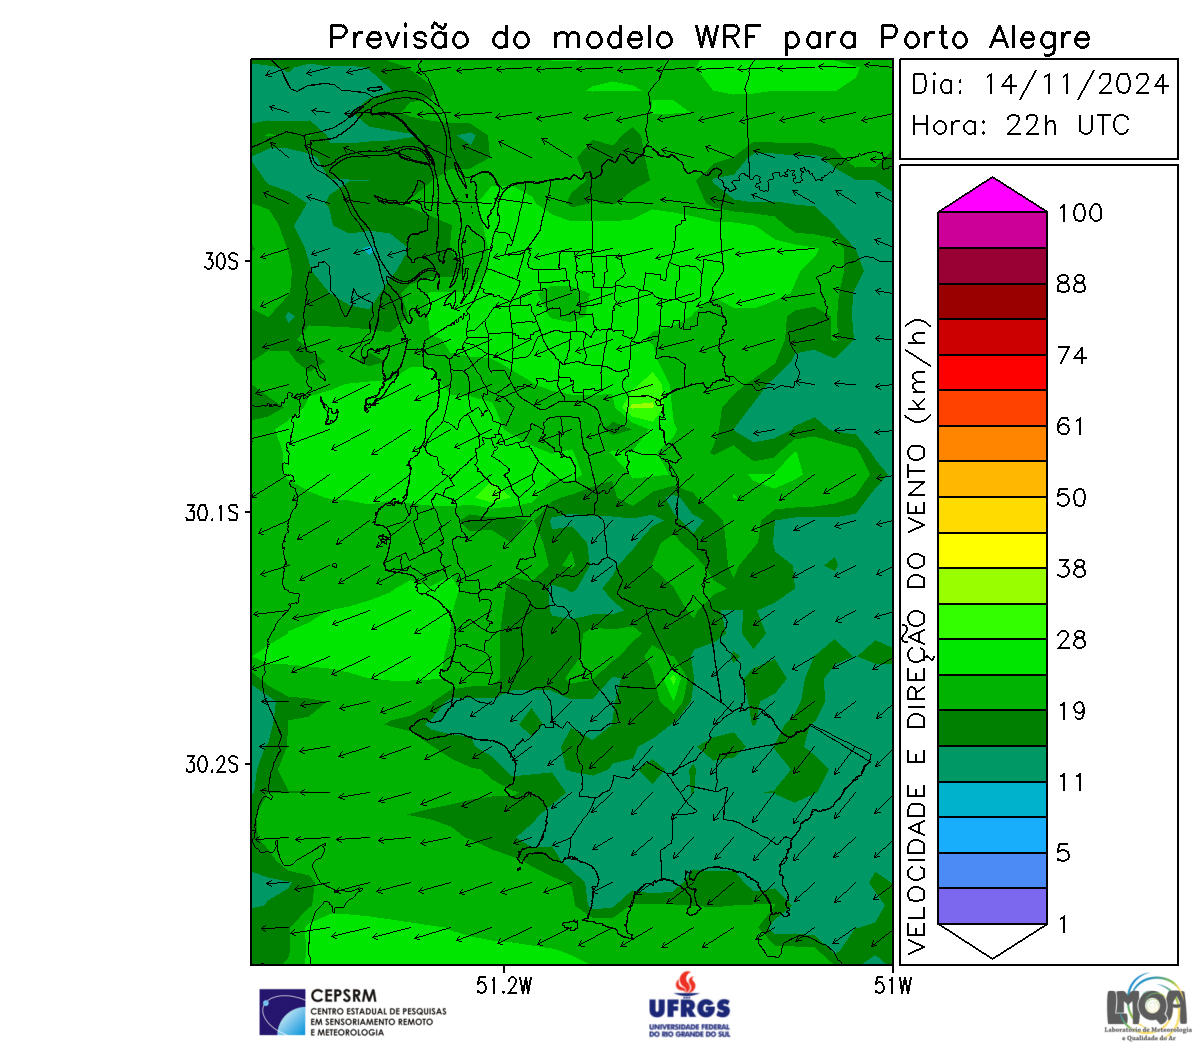 Previsão do modelo WRF para Porto Alegre
Dia: 14/11/2024
Hora: 22h UTC
100
88
74
61
50
38
28
19
11
5
1
VELOCIDADE E DIREÇÃO DO VENTO (km/h)
30S
30.1S
30.2S
51.2W
51W
CEPSRM
CENTRO ESTADUAL DE PESQUISAS
EM SENSORIAMENTO REMOTO
E METEOROLOGIA
UFRGS
UNIVERSIDADE FEDERAL
DO RIO GRANDE DO SUL
LMQA
Laboratório de Meteorologia
e Qualidade do Ar